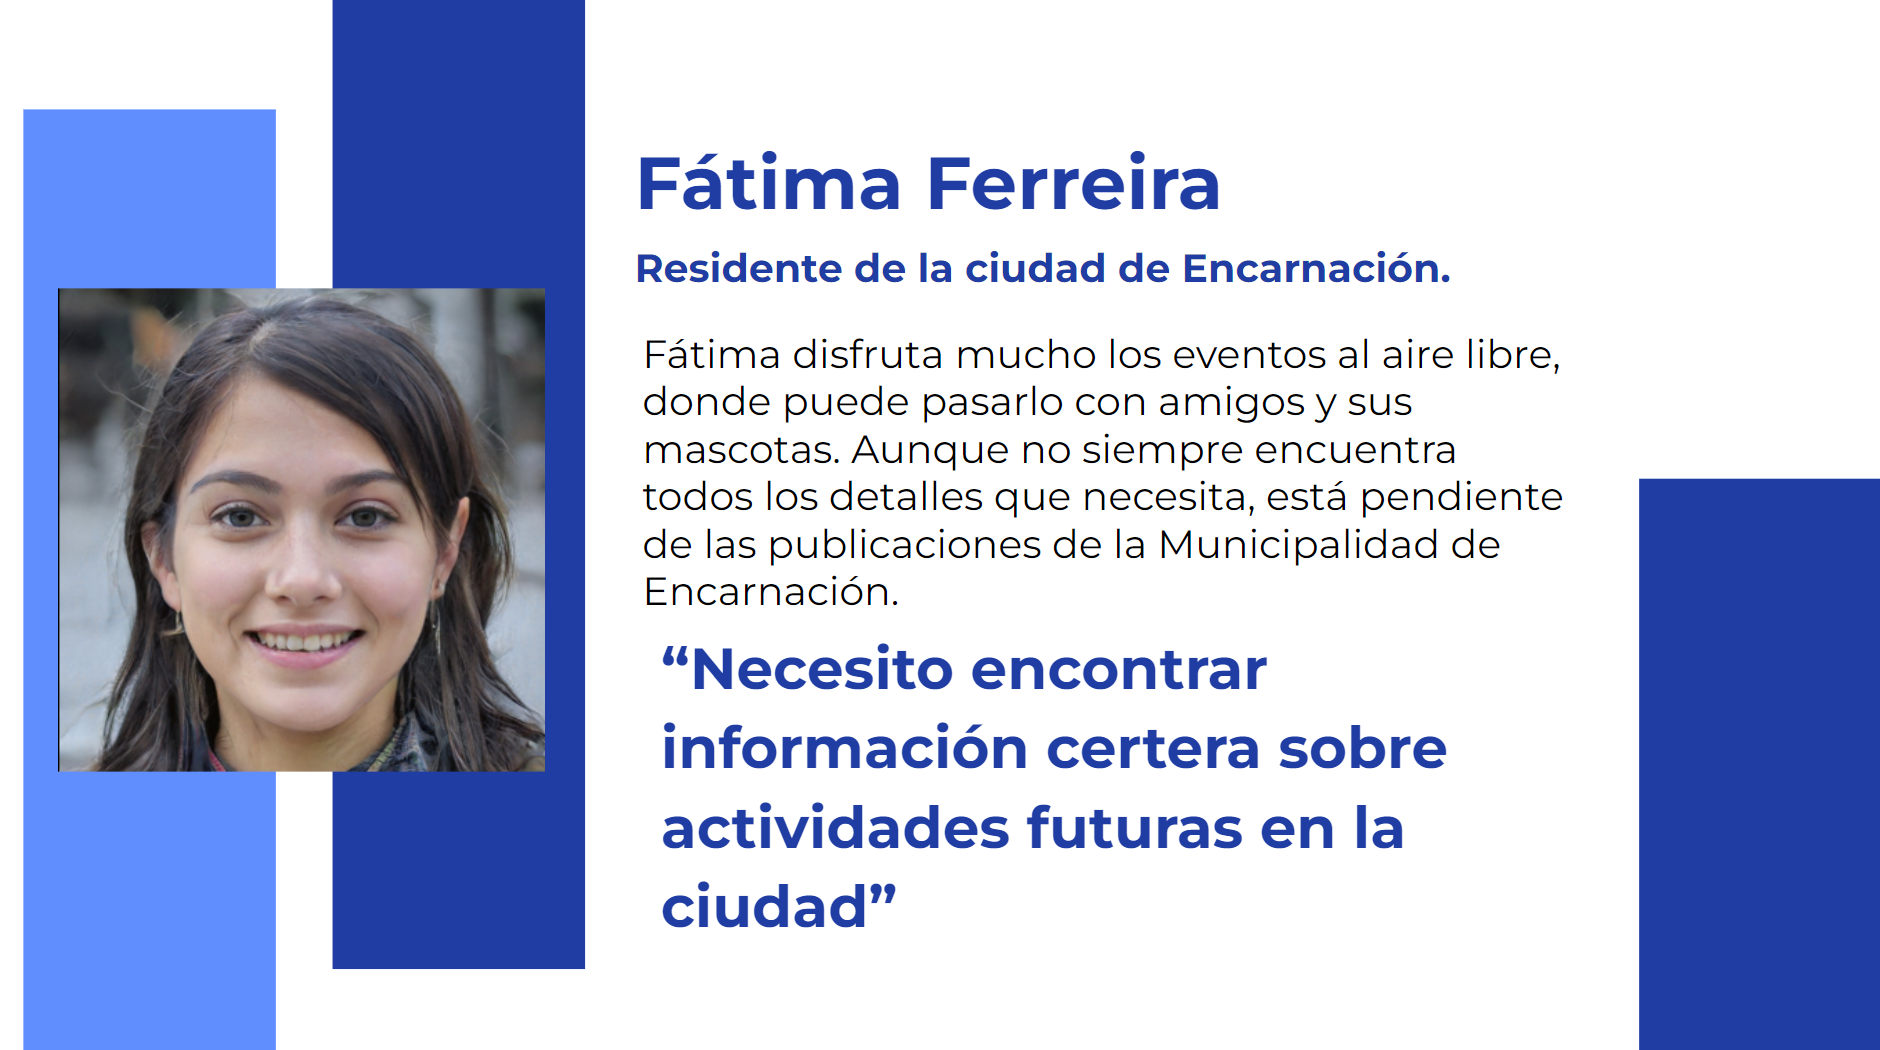 Fátima Ferreira
Residente de la ciudad de Encarnación.
Fátima disfruta mucho los eventos al aire libre,
donde puede pasarlo con amigos y sus
mascotas. Aunque no siempre encuentra
todos los detalles que necesita, está pendiente
de las publicaciones de la Municipalidad de
Encarnación.
“Necesito encontrar
información certera sobre
actividades futuras en la
ciudad”